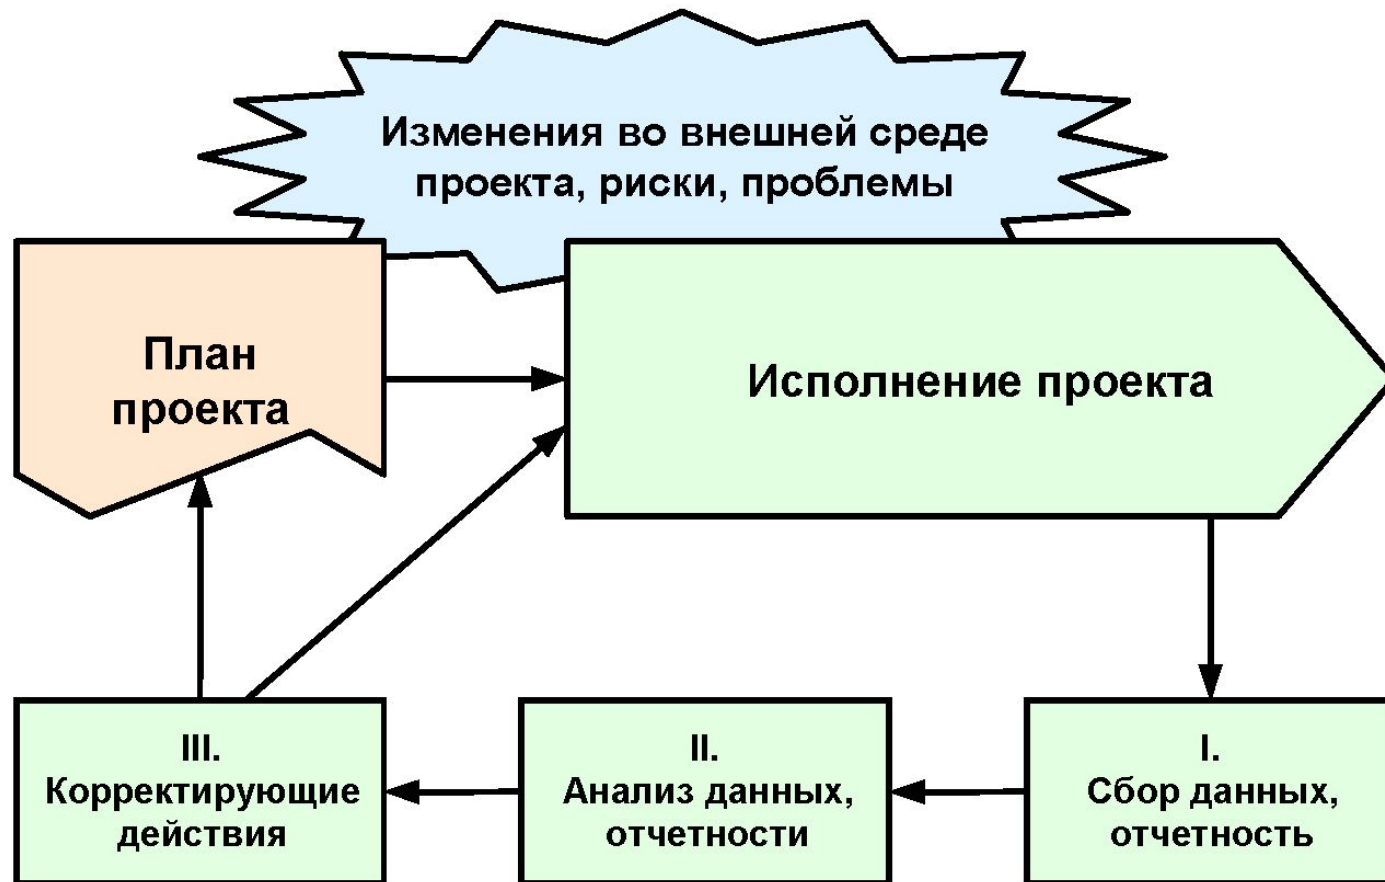 Изменения во внешней среде
проекта, риски, проблемы
План
проекта
Исполнение проекта
III.
Корректирующие
действия
II.
Анализ данных,
отчетности
I.
Сбор данных,
отчетность